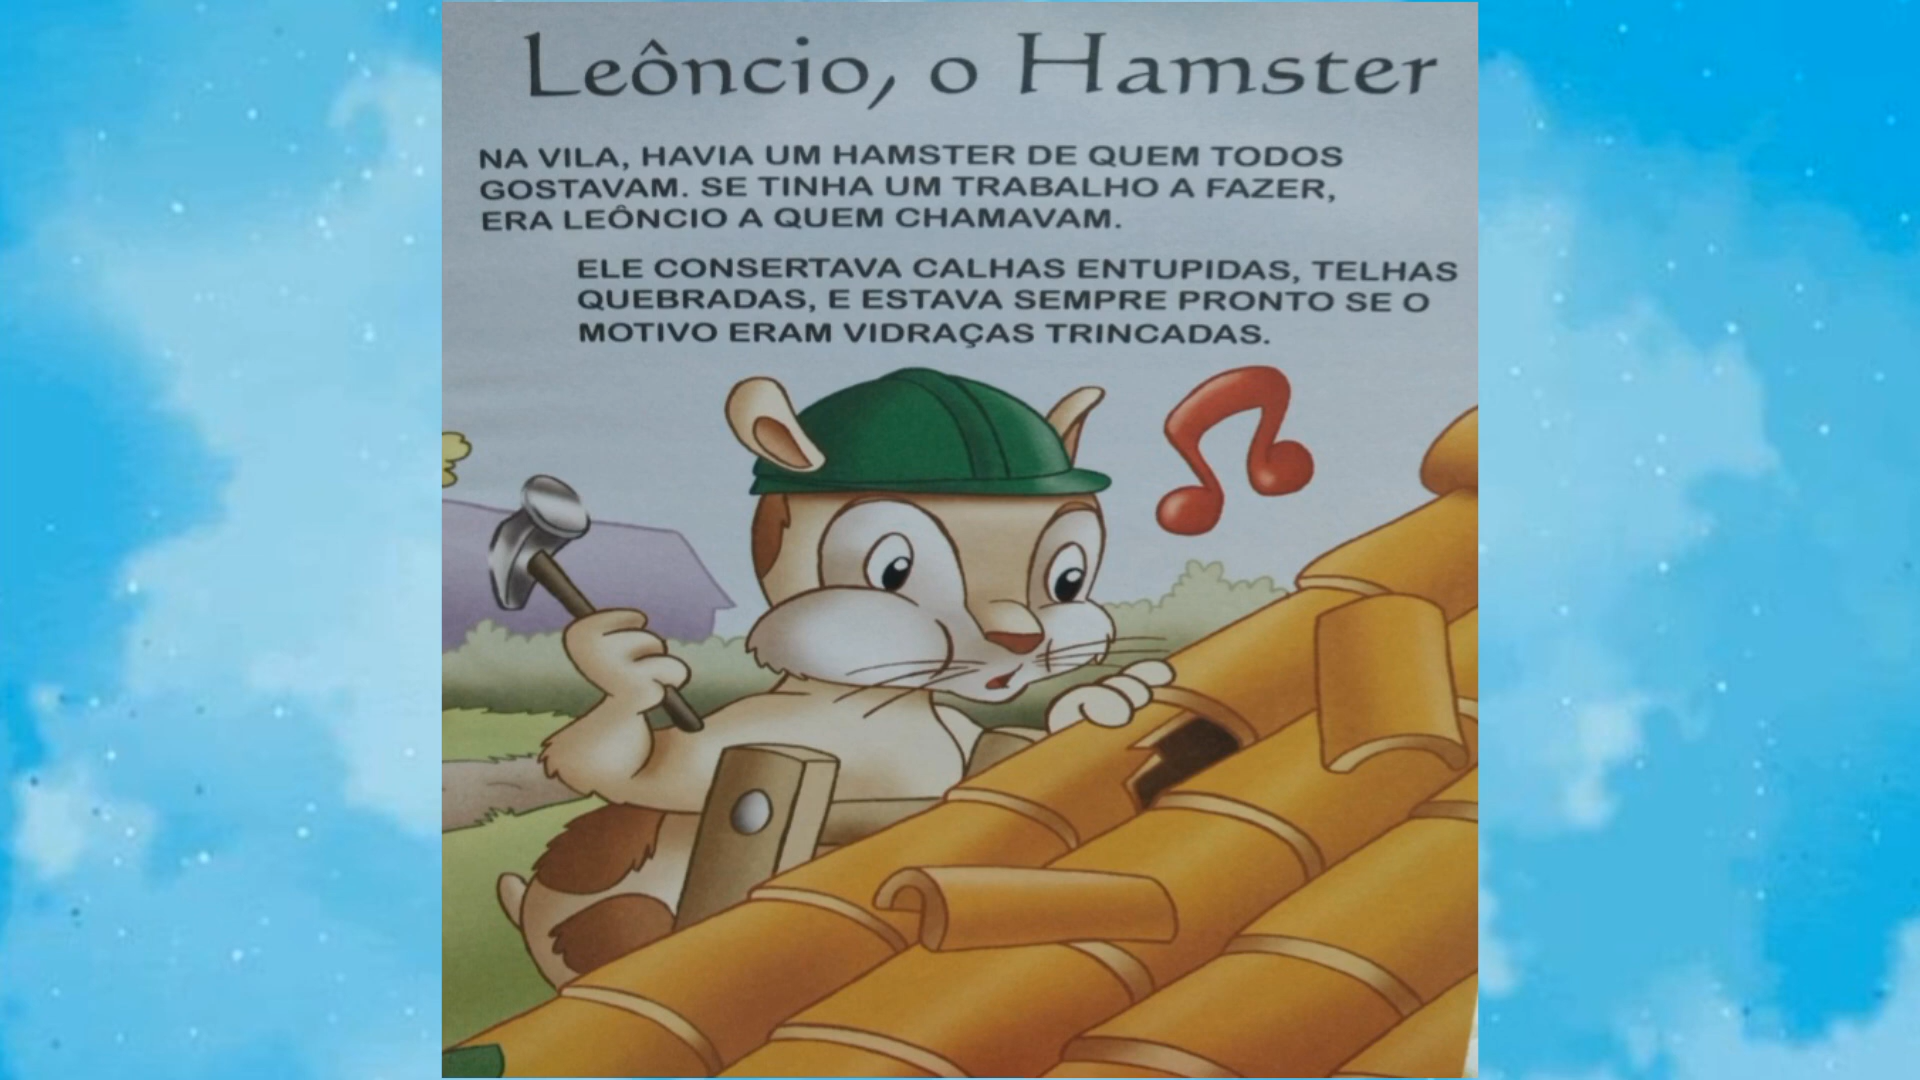 Leôncio, o Hamster
NA VILA, HAVIA UM HAMSTER DE QUEM TODOS
GOSTAVAM. SE TINHA UM TRABALHO A FAZER,
ERA LEÔNCIO A QUEM CHAMAVAM.
ELE CONSERTAVA CALHAS ENTUPIDAS, TELHAS
QUEBRADAS, E ESTAVA SEMPRE PRONTO SE O
MOTIVO ERAM VIDRAÇAS TRINCADAS.